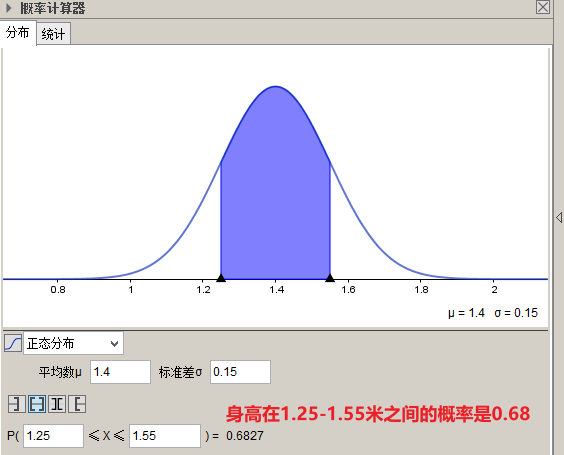 概率计算器
分布 统计
0.8 1 1.2 1.4 1.6 1.8 2
μ = 1.4 σ = 0.15
正态分布
平均数μ 1.4 标准差σ 0.15
身高在1.25-1.55米之间的概率是0.68
P( 1.25 ≤ X ≤ 1.55 ) = 0.6827